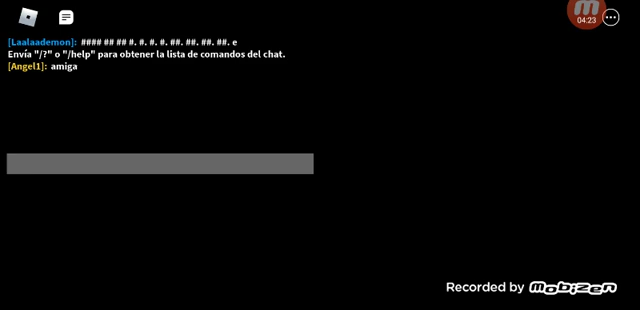 04:23
[Laalaademon]: #### ## ## #. #. #. #. ##. ##. ##. ##. e
Envía "/?" o "/help" para obtener la lista de comandos del chat.
[Angel1]: amiga
Recorded by MOBIZEN